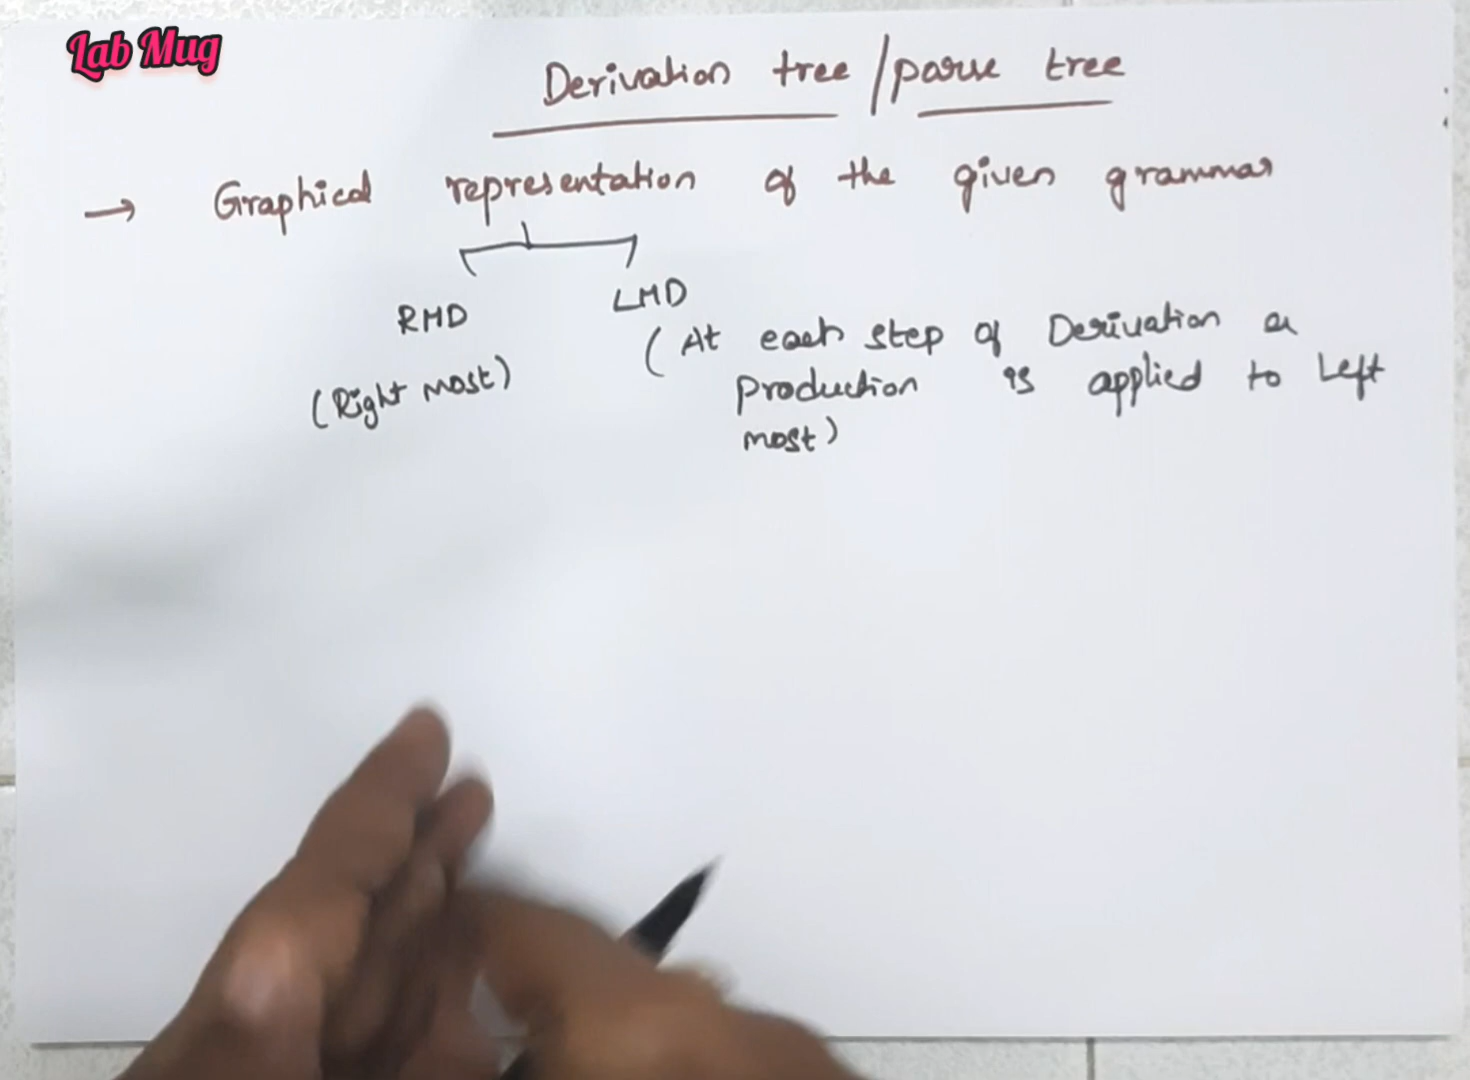 Lab Mug
Derivation tree / parse tree
→ Graphical representation of the given grammar
RMD LMD
(Right most) (At each step of Derivation a
production is applied to Left
most)